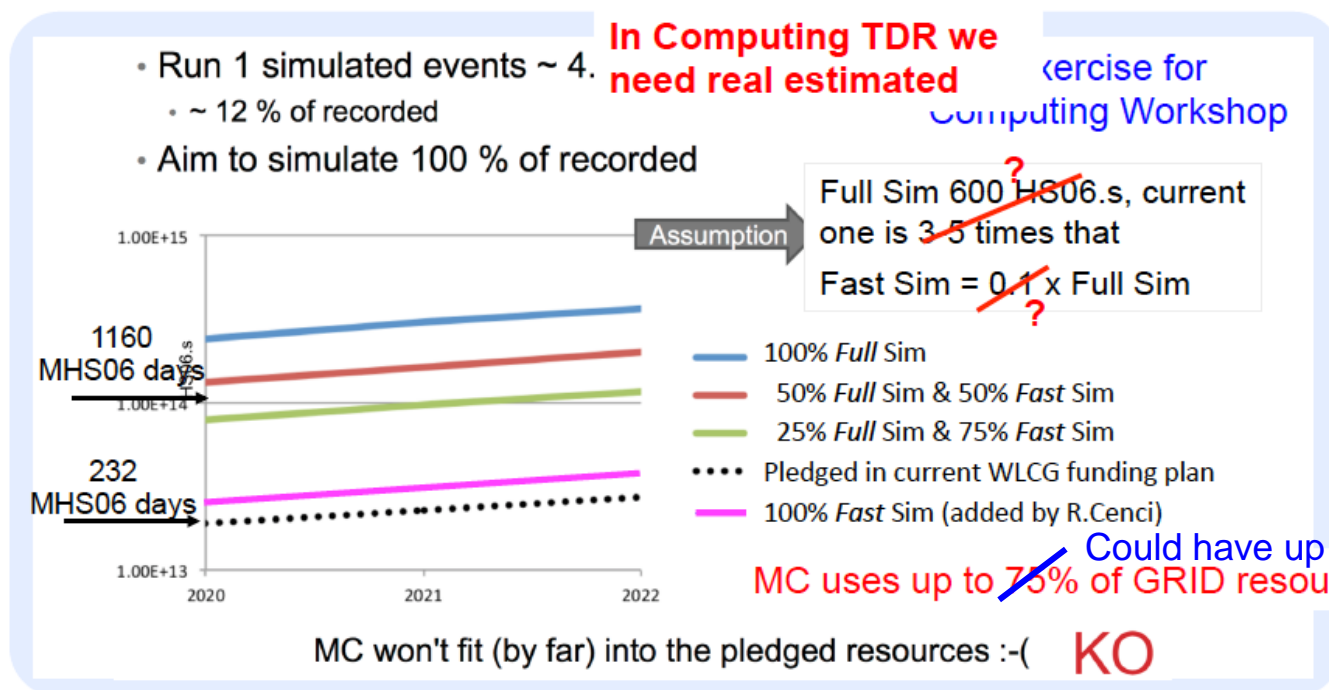 In Computing TDR we
need real estimated
• Run 1 simulated events ~ 4.
• ~ 12 % of recorded
• Aim to simulate 100 % of recorded
xercise for
Computing Workshop
Assumption
?
Full Sim 600 HS06.s, current
one is 3-5 times that
Fast Sim = 0.1 x Full Sim
?
1.00E+15
1160
MHS06 days
HS06.s
1.00E+14
232
MHS06 days
1.00E+13
2020 2021 2022
100% Full Sim
50% Full Sim & 50% Fast Sim
25% Full Sim & 75% Fast Sim
Pledged in current WLCG funding plan
100% Fast Sim (added by R.Cenci)
Could have up
MC uses up to 75% of GRID resou
MC won't fit (by far) into the pledged resources :-( KO